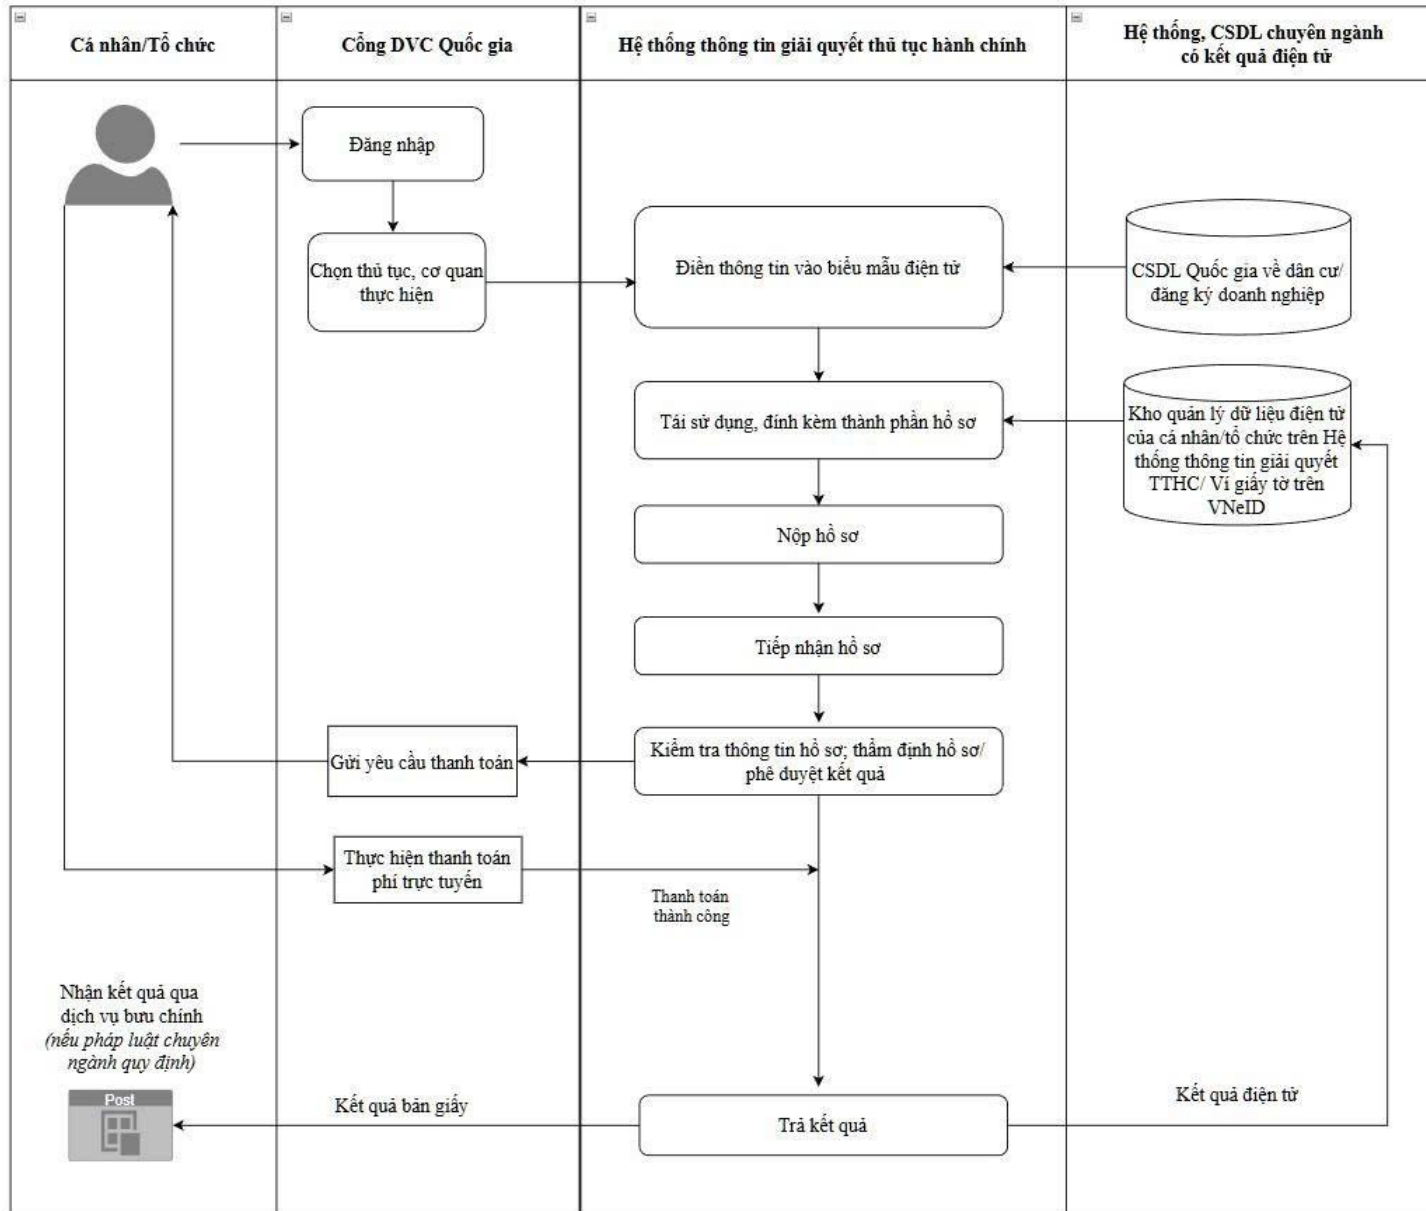 Cá nhân/Tổ chức
Cổng DVC Quốc gia
Hệ thống thông tin giải quyết thủ tục hành chính
Hệ thống, CSDL chuyên ngành
có kết quả điện tử
Đăng nhập
Chọn thủ tục, cơ quan
thực hiện
Điền thông tin vào biểu mẫu điện tử
CSDL Quốc gia về dân cư/
đăng ký doanh nghiệp
Tái sử dụng, đính kèm thành phần hồ sơ
Kho quản lý dữ liệu điện tử
của cá nhân/tổ chức trên Hệ
thống thông tin giải quyết
TTHC/ Ví giấy tờ trên
VNeID
Nộp hồ sơ
Tiếp nhận hồ sơ
Kiểm tra thông tin hồ sơ; thẩm định hồ sơ/
phê duyệt kết quả
Gửi yêu cầu thanh toán
Thực hiện thanh toán
phí trực tuyến
Thanh toán
thành công
Nhận kết quả qua
dịch vụ bưu chính
(nếu pháp luật chuyên
ngành quy định)
Post
Kết quả bản giấy
Trả kết quả
Kết quả điện tử